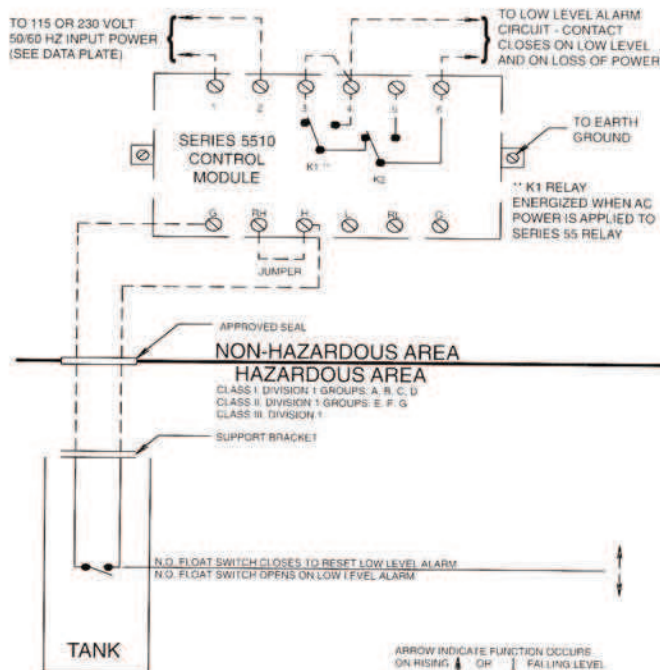 TO 115 OR 230 VOLT
50/60 HZ INPUT POWER
(SEE DATA PLATE)
TO LOW LEVEL ALARM
CIRCUIT - CONTACT
CLOSES ON LOW LEVEL
AND ON LOSS OF POWER
1 2 3 4 5 6
SERIES 5510
CONTROL
MODULE
K1 **
K2
TO EARTH
GROUND
** K1 RELAY
ENERGIZED WHEN AC
POWER IS APPLIED TO
SERIES 55 RELAY
G RH H L RL G
JUMPER
APPROVED SEAL
NON-HAZARDOUS AREA
HAZARDOUS AREA
CLASS I. DIVISION 1 GROUPS: A, B, C, D
CLASS II. DIVISION 1 GROUPS: E, F, G
CLASS III. DIVISION 1
SUPPORT BRACKET
N.O. FLOAT SWITCH CLOSES TO RESET LOW LEVEL ALARM
N.O. FLOAT SWITCH OPENS ON LOW LEVEL ALARM
TANK
ARROW INDICATE FUNCTION OCCURS
ON RISING OR FALLING LEVEL